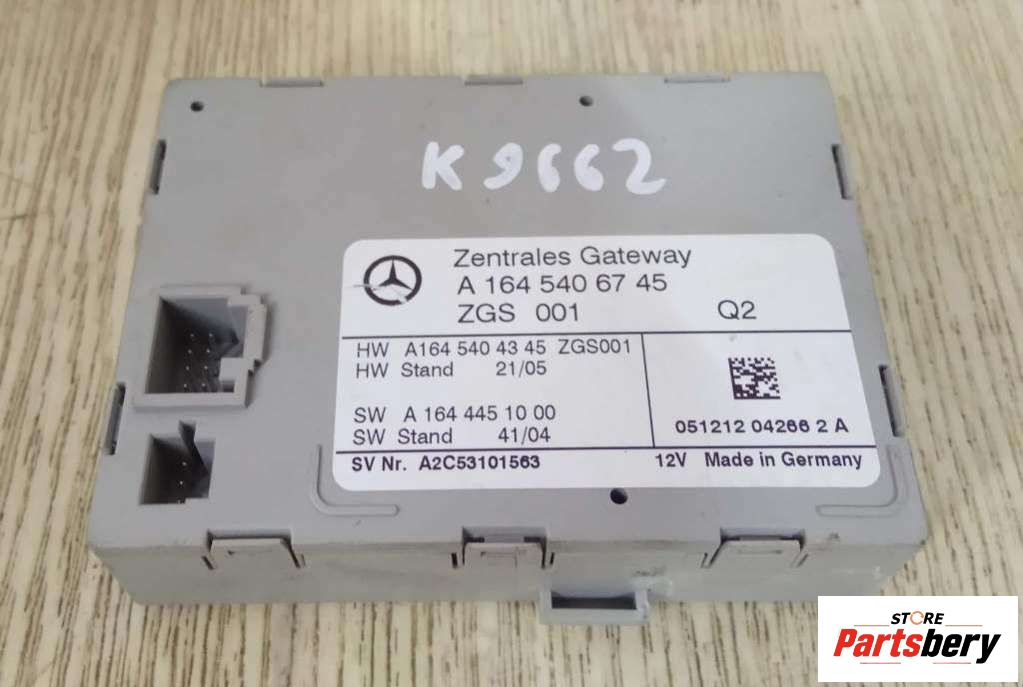 K 9662
Zentrales Gateway
A 164 540 67 45
ZGS 001 Q2
HW A164 540 43 45 ZGS001
HW Stand 21/05
SW A 164 445 10 00
SW Stand 41/04
051212 04266 2 A
SV Nr. A2C53101563 12V Made in Germany
STORE
Partsbery